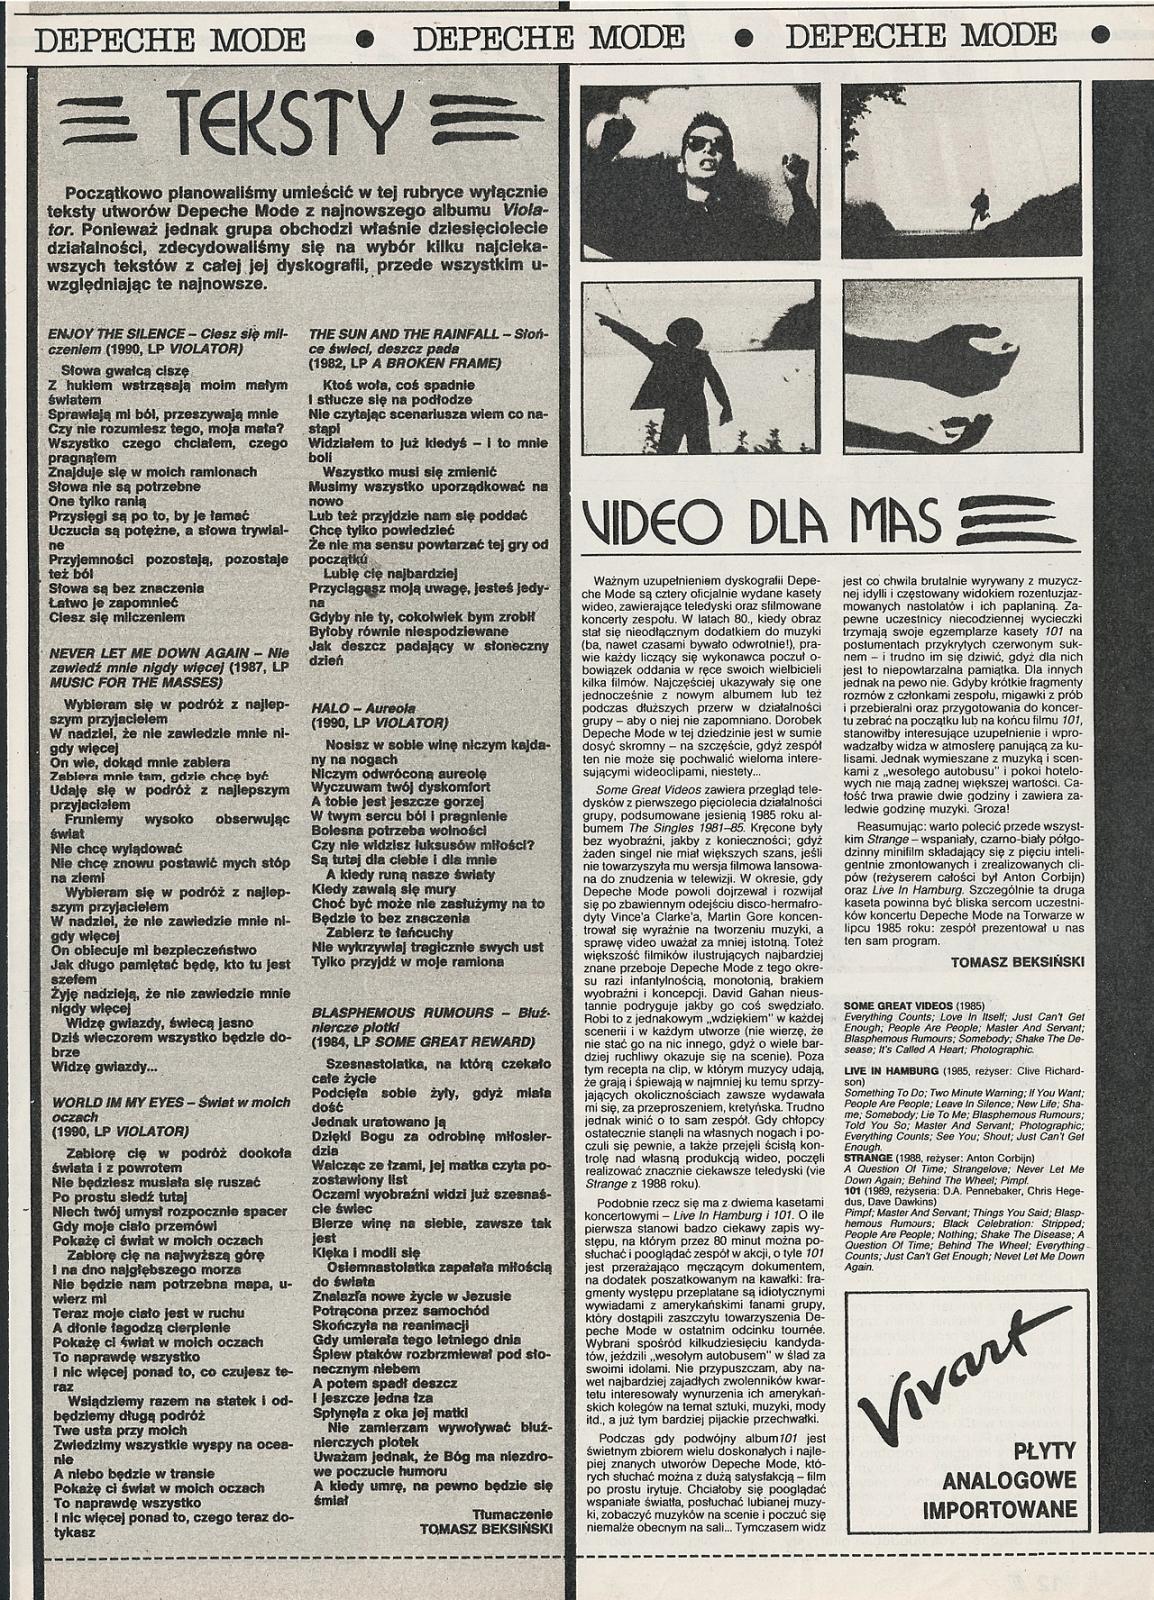 DEPECHE MODE ● DEPECHE MODE ● DEPECHE MODE ●
TEKSTY
Początkowo planowaliśmy umieścić w tej rubryce wyłącznie
teksty utworów Depeche Mode z najnowszego albumu Viola-
tor. Ponieważ jednak grupa obchodzi właśnie dziesięciolecie
działalności, zdecydowaliśmy się na wybór kilku najcieka-
wszych tekstów z całej jej dyskografii, przede wszystkim u-
względniając te najnowsze.
ENJOY THE SILENCE – Ciesz się mil-
czeniem (1990, LP VIOLATOR)
Słowa gwałcą ciszę
Z hukiem wstrząsają moim małym
światem
Sprawiają mi ból, przeszywają mnie
Czy nie rozumiesz tego, moja mała?
Wszystko czego chciałem, czego
pragnąłem
Znajduje się w moich ramionach
Słowa nie są potrzebne
One tylko ranią
Przysięgi są po to, by je łamać
Uczucia są potężne, a słowa trywial-
ne
Przyjemności pozostają, pozostaje
też ból
Słowa są bez znaczenia
Łatwo je zapomnieć
Ciesz się milczeniem
NEVER LET ME DOWN AGAIN – Nie
zawiedź mnie nigdy więcej (1987, LP
MUSIC FOR THE MASSES)
Wybieram się w podróż z najlep-
szym przyjacielem
W nadziei, że nie zawiedzie mnie ni-
gdy więcej
On wie, dokąd mnie zabiera
Zabiera mnie tam, gdzie chcę być
Udaję się w podróż z najlepszym
przyjacielem
Fruniemy wysoko obserwując
świat
Nie chcę wylądować
Nie chcę znowu postawić mych stóp
na ziemi
Wybieram się w podróż z najlep-
szym przyjacielem
W nadziei, że nie zawiedzie mnie ni-
gdy więcej
On obiecuje mi bezpieczeństwo
Jak długo pamiętać będę, kto tu jest
szefem
Żyję nadzieją, że nie zawiedzie mnie
nigdy więcej
Widzę gwiazdy, świecą jasno
Dziś wieczorem wszystko będzie do-
brze
Widzę gwiazdy...
WORLD IM MY EYES – Świat w moich
oczach
(1990, LP VIOLATOR)
Zabiorę cię w podróż dookoła
świata i z powrotem
Nie będziesz musiała się ruszać
Po prostu siedź tutaj
Niech twój umysł rozpocznie spacer
Gdy moje ciało przemówi
Pokażę ci świat w moich oczach
Zabiorę cię na najwyższą górę
I na dno najgłębszego morza
Nie będzie nam potrzebna mapa, u-
wierz mi
Teraz moje ciało jest w ruchu
A dłonie łagodzą cierpienie
Pokażę ci świat w moich oczach
To naprawdę wszystko
I nic więcej ponad to, co czujesz te-
raz
Wsiądziemy razem na statek i od-
będziemy długą podróż
Twe usta przy moich
Zwiedzimy wszystkie wyspy na ocea-
nie
A niebo będzie w transie
Pokażę ci świat w moich oczach
To naprawdę wszystko
I nic więcej ponad to, czego teraz do-
tykasz
THE SUN AND THE RAINFALL – Słoń-
ce świeci, deszcz pada
(1982, LP A BROKEN FRAME)
Ktoś woła, coś spadnie
I stłucze się na podłodze
Nie czytając scenariusza wiem co na-
stąpi
Widziałem to już kiedyś – i to mnie
boli
Wszystko musi się zmienić
Musimy wszystko uporządkować na
nowo
Lub też przyjdzie nam się poddać
Chcę tylko powiedzieć
Że nie ma sensu powtarzać tej gry od
początku
Lubię cię najbardziej
Przyciągasz moją uwagę, jesteś jedy-
na
Gdyby nie ty, cokolwiek bym zrobił
Byłoby równie niespodziewane
Jak deszcz padający w słoneczny
dzień
HALO – Aureola
(1990, LP VIOLATOR)
Nosisz w sobie winę niczym kajda-
ny na nogach
Niczym odwróconą aureolę
Wyczuwam twój dyskomfort
A tobie jest jeszcze gorzej
W twym sercu ból i pragnienie
Bolesna potrzeba wolności
Czy nie widzisz luksusów miłości?
Są tutaj dla ciebie i dla mnie
A kiedy runą nasze światy
Kiedy zawalą się mury
Choć być może nie zasłużymy na to
Będzie to bez znaczenia
Zabierz te łańcuchy
Nie wykrzywiaj tragicznie swych ust
Tylko przyjdź w moje ramiona
BLASPHEMOUS RUMOURS – Bluź-
niercze plotki
(1984, LP SOME GREAT REWARD)
Szesnastolatka, na którą czekało
całe życie
Podcięła sobie żyły, gdyż miała
dość
Jednak uratowano ją
Dzięki Bogu za odrobinę miłosier-
dzia
Walcząc ze łzami, jej matka czyta po-
zostawiony list
Oczami wyobraźni widzi już szesnaś-
cie świec
Bierze winę na siebie, zawsze tak
jest
Klęka i modli się
Osiemnastolatka zapałała miłością
do świata
Znalazła nowe życie w Jezusie
Potrącona przez samochód
Skończyła na reanimacji
Gdy umierała tego letniego dnia
Śpiew ptaków rozbrzmiewał pod sło-
necznym niebem
A potem spadł deszcz
I jeszcze jedna łza
Spłynęła z oka jej matki
Nie zamierzam wywoływać bluź-
nierczych plotek
Uważam jednak, że Bóg ma niezdro-
we poczucie humoru
A kiedy umrę, na pewno będzie się
śmiał
Tłumaczenie
TOMASZ BEKSIŃSKI
VIDEO DLA MAS
Ważnym uzupełnieniem dyskografii Depe-
che Mode są cztery oficjalnie wydane kasety
wideo, zawierające teledyski oraz sfilmowane
koncerty zespołu. W latach 80., kiedy obraz
stał się nieodłącznym dodatkiem do muzyki
(ba, nawet czasami bywało odwrotnie!), pra-
wie każdy liczący się wykonawca poczuł o-
bowiązek oddania w ręce swoich wielbicieli
kilka filmów. Najczęściej ukazywały się one
jednocześnie z nowym albumem lub też
podczas dłuższych przerw w działalności
grupy – aby o niej nie zapomniano. Dorobek
Depeche Mode w tej dziedzinie jest w sumie
dosyć skromny – na szczęście, gdyż zespół
ten nie może się pochwalić wieloma intere-
sującymi wideoclipami, niestety...
Some Great Videos zawiera przegląd tele-
dysków z pierwszego pięciolecia działalności
grupy, podsumowane jesienią 1985 roku al-
bumem The Singles 1981–85. Kręcone były
bez wyobraźni, jakby z konieczności; gdyż
żaden singel nie miał większych szans, jeśli
nie towarzyszyła mu wersja filmowa lansowa-
na do znudzenia w telewizji. W okresie, gdy
Depeche Mode powoli dojrzewał i rozwijał
się po zbawiennym odejściu disco-hermafro-
dyty Vince'a Clarke'a, Martin Gore koncen-
trował się wyraźnie na tworzeniu muzyki, a
sprawę video uważał za mniej istotną. Toteż
większość filmików ilustrujących najbardziej
znane przeboje Depeche Mode z tego okre-
su razi infantylnością, monotonią, brakiem
wyobraźni i koncepcji. David Gahan nieus-
tannie podryguje jakby go coś swędziało.
Robi to z jednakowym „wdziękiem” w każdej
scenerii i w każdym utworze (nie wierzę, że
nie stać go na nic innego, gdyż o wiele bar-
dziej ruchliwy okazuje się na scenie). Poza
tym recepta na clip, w którym muzycy udają,
że grają i śpiewają w najmniej ku temu sprzy-
jających okolicznościach zawsze wydawała
mi się, za przeproszeniem, kretyńska. Trudno
jednak winić o to sam zespół. Gdy chłopcy
ostatecznie stanęli na własnych nogach i po-
czuli się pewnie, a także przejęli ścisłą kon-
trolę nad własną produkcją wideo, poczęli
realizować znacznie ciekawsze teledyski (vie
Strange z 1988 roku).
Podobnie rzecz się ma z dwiema kasetami
koncertowymi – Live In Hamburg i 101. O ile
pierwsza stanowi badzo ciekawy zapis wy-
stępu, na którym przez 80 minut można po-
słuchać i pooglądać zespół w akcji, o tyle 101
jest przerażająco męczącym dokumentem,
na dodatek poszatkowanym na kawałki: fra-
gmenty występu przeplatane są idiotycznymi
wywiadami z amerykańskimi fanami grupy,
który dostąpili zaszczytu towarzyszenia De-
peche Mode w ostatnim odcinku tournée.
Wybrani spośród kilkudziesięciu kandyda-
tów, jeździli „wesołym autobusem” w ślad za
swoimi idolami. Nie przypuszczam, aby na-
wet najbardziej zajadłych zwolenników kwar-
tetu interesowały wynurzenia ich amerykań-
skich kolegów na temat sztuki, muzyki, mody
itd., a już tym bardziej pijackie przechwałki.
Podczas gdy podwójny album 101 jest
świetnym zbiorem wielu doskonałych i najle-
piej znanych utworów Depeche Mode, któ-
rych słuchać można z dużą satysfakcją – film
po prostu irytuje. Chciałoby się pooglądać
wspaniałe światła, posłuchać lubianej muzy-
ki, zobaczyć muzyków na scenie i poczuć się
niemalże obecnym na sali... Tymczasem widz
jest co chwila brutalnie wyrywany z muzycz-
nej idylli i częstowany widokiem rozentuzjaz-
mowanych nastolatów i ich paplaniną. Za-
pewne uczestnicy niecodziennej wycieczki
trzymają swoje egzemplarze kasety 101 na
postumentach przykrytych czerwonym suk-
nem – i trudno im się dziwić, gdyż dla nich
jest to niepowtarzalna pamiątka. Dla innych
jednak na pewo nie. Gdyby krótkie fragmenty
rozmów z członkami zespołu, migawki z prób
i przebieralni oraz przygotowania do koncer-
tu zebrać na początku lub na końcu filmu 101,
stanowiłby interesujące uzupełnienie i wpro-
wadzałby widza w atmosferę panującą za ku-
lisami. Jednak wymieszane z muzyką i scen-
kami z „wesołego autobusu” i pokoi hotelo-
wych nie mają żadnej większej wartości. Ca-
łość trwa prawie dwie godziny i zawiera za-
ledwie godzinę muzyki. Groza!
Reasumując: warto polecić przede wszyst-
kim Strange – wspaniały, czarno-biały półgo-
dzinny minifilm składający się z pięciu inteli-
gentnie zmontowanych i zrealizowanych cli-
pów (reżyserem całości był Anton Corbijn)
oraz Live In Hamburg. Szczególnie ta druga
kaseta powinna być bliska sercom uczestni-
ków koncertu Depeche Mode na Torwarze w
lipcu 1985 roku: zespół prezentował u nas
ten sam program.
TOMASZ BEKSIŃSKI
SOME GREAT VIDEOS (1985)
Everything Counts; Love In Itself; Just Can't Get
Enough; People Are People; Master And Servant;
Blasphemous Rumours; Somebody; Shake The De-
sease; It's Called A Heart; Photographic.
LIVE IN HAMBURG (1985, reżyser: Clive Richard-
son)
Something To Do; Two Minute Warning; If You Want;
People Are People; Leave In Silence; New Life; Sha-
me; Somebody; Lie To Me; Blasphemous Rumours;
Told You So; Master And Servant; Photographic;
Everything Counts; See You; Shout; Just Can't Get
Enough.
STRANGE (1988, reżyser: Anton Corbijn)
A Question Of Time; Strangelove; Never Let Me
Down Again; Behind The Wheel; Pimpf.
101 (1989, reżyseria: D.A. Pennebaker, Chris Hege-
dus, Dave Dawkins)
Pimpf; Master And Servant; Things You Said; Blasp-
hemous Rumours; Black Celebration: Stripped;
People Are People; Nothing; Shake The Disease; A
Question Of Time; Behind The Wheel; Everything
Counts; Just Can't Get Enough; Nevet Let Me Down
Again.
Vivart
PŁYTY
ANALOGOWE
IMPORTOWANE